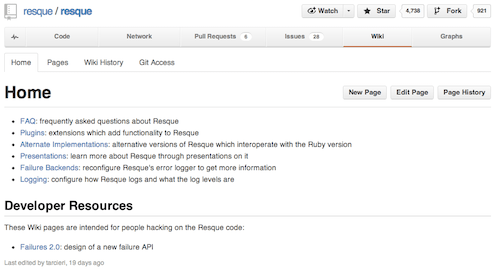 resque / resque
Watch
Star
4,738
Fork
921
Code
Network
Pull Requests 6
Issues 28
Wiki
Graphs
Home
Pages
Wiki History
Git Access
Home
New Page
Edit Page
Page History
FAQ: frequently asked questions about Resque
Plugins: extensions which add functionality to Resque
Alternate Implementations: alternative versions of Resque which interoperate with the Ruby version
Presentations: learn more about Resque through presentations on it
Failure Backends: reconfigure Resque's error logger to get more information
Logging: configure how Resque logs and what the log levels are
Developer Resources
These Wiki pages are intended for people hacking on the Resque code:
Failures 2.0: design of a new failure API
Last edited by tarcieri, 19 days ago